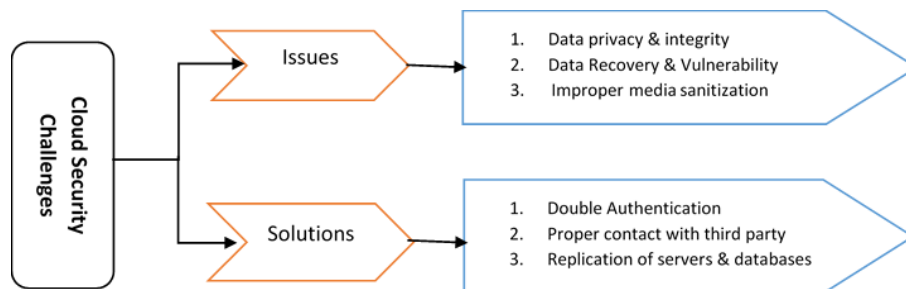 Cloud Security
Challenges
Issues
1. Data privacy & integrity
2. Data Recovery & Vulnerability
3. Improper media sanitization
Solutions
1. Double Authentication
2. Proper contact with third party
3. Replication of servers & databases